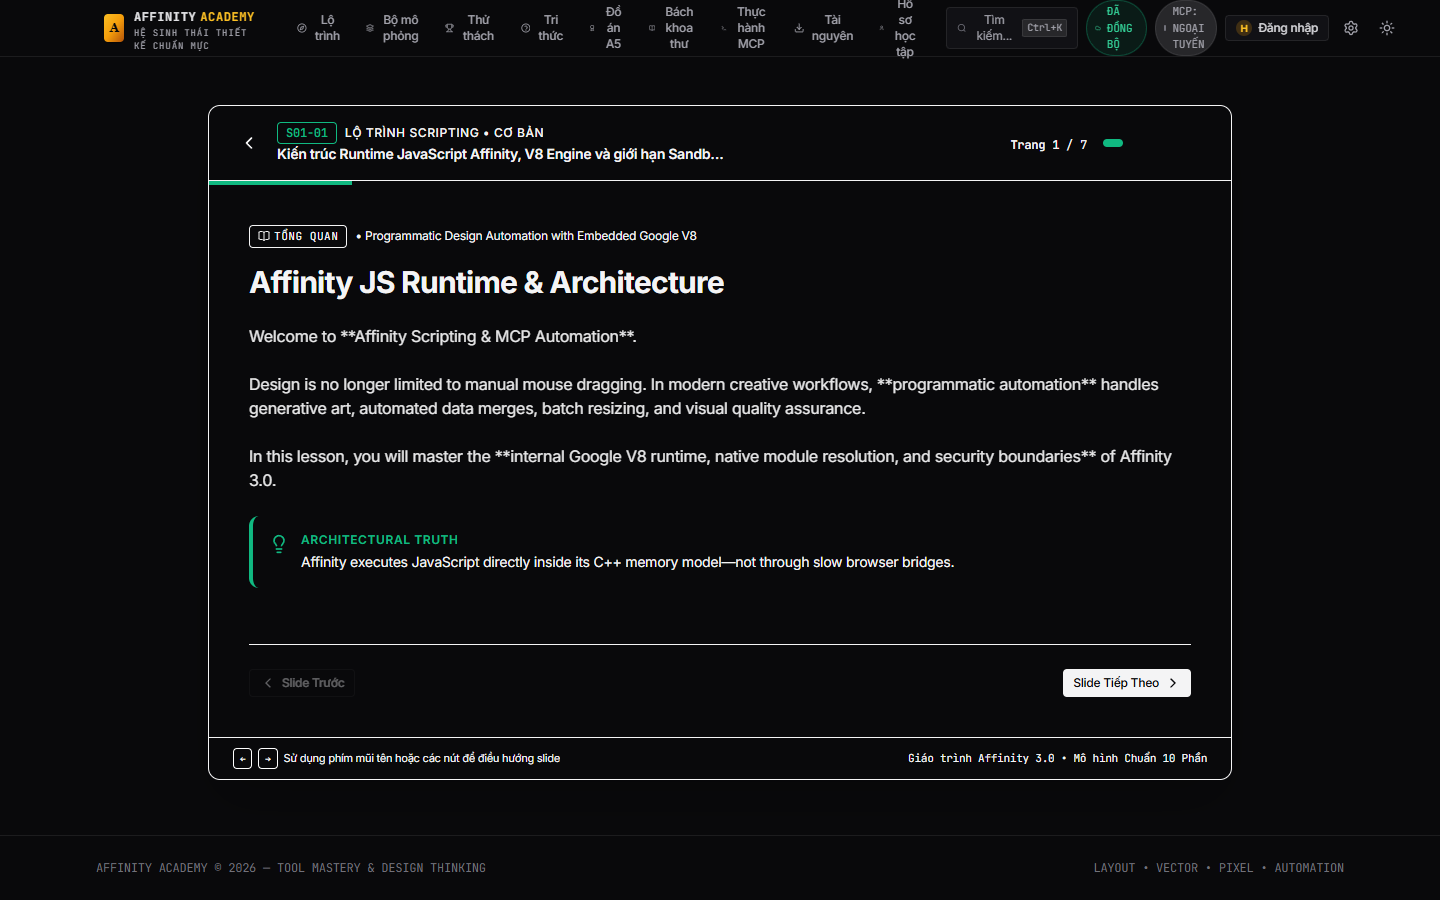 A
AFFINITY ACADEMY
HỆ SINH THÁI THIẾT
KẾ CHUẨN MỰC
Lộ
trình
Bộ mô
phỏng
Thử
thách
Tri
thức
Đồ
án
A5
Bách
khoa
thư
Thực
hành
MCP
Tài
nguyên
Hồ
sơ
học
tập
Tìm
kiếm...
Ctrl+K
ĐÃ
ĐỒNG
BỘ
MCP:
NGOẠI
TUYẾN
H Đăng nhập
S01-01 LỘ TRÌNH SCRIPTING • CƠ BẢN
Kiến trúc Runtime JavaScript Affinity, V8 Engine và giới hạn Sandb...
Trang 1 / 7
TỔNG QUAN • Programmatic Design Automation with Embedded Google V8
Affinity JS Runtime & Architecture
Welcome to **Affinity Scripting & MCP Automation**.
Design is no longer limited to manual mouse dragging. In modern creative workflows, **programmatic automation** handles
generative art, automated data merges, batch resizing, and visual quality assurance.
In this lesson, you will master the **internal Google V8 runtime, native module resolution, and security boundaries** of Affinity
3.0.
ARCHITECTURAL TRUTH
Affinity executes JavaScript directly inside its C++ memory model—not through slow browser bridges.
Slide Trước
Slide Tiếp Theo
← → Sử dụng phím mũi tên hoặc các nút để điều hướng slide
Giáo trình Affinity 3.0 • Mô hình Chuẩn 10 Phần
AFFINITY ACADEMY © 2026 — TOOL MASTERY & DESIGN THINKING
LAYOUT • VECTOR • PIXEL • AUTOMATION